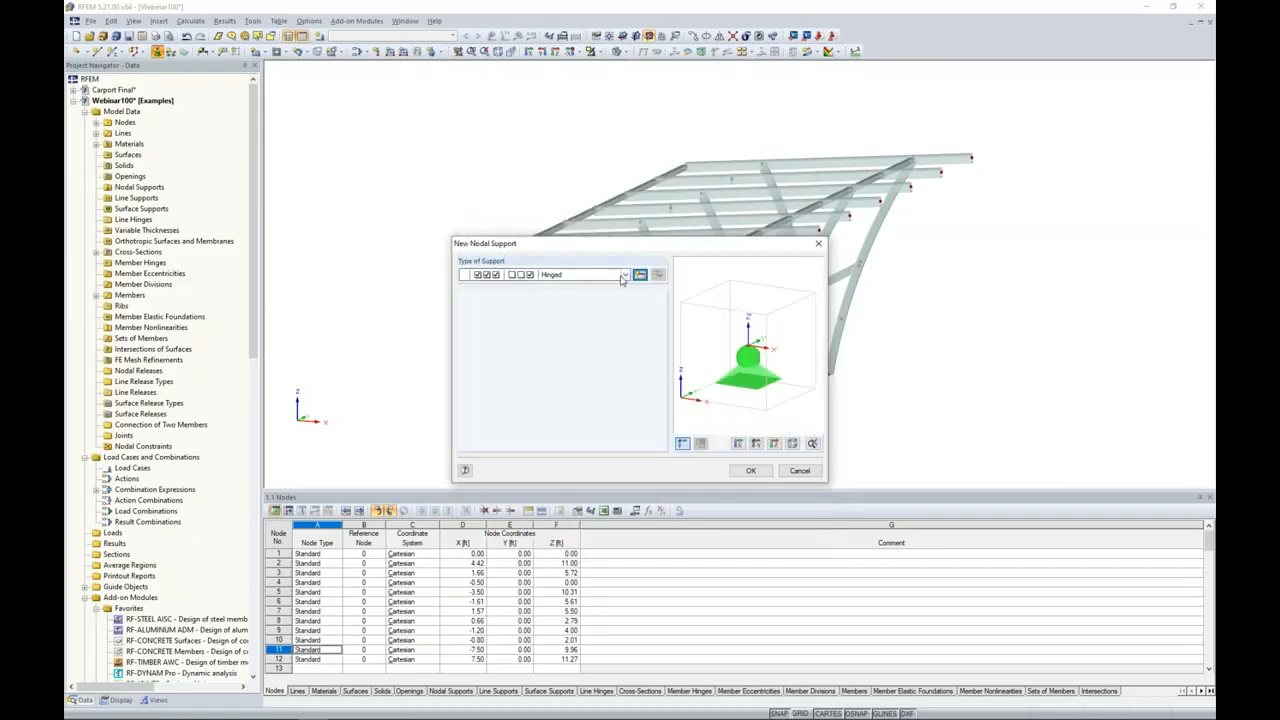 RFEM 5.21.00 x64 - [Webinar100*]
File Edit View Insert Calculate Results Tools Table Options Add-on Modules Window Help
Project Navigator - Data
RFEM
Carport Final*
Webinar100* [Examples]
Model Data
Nodes
Lines
Materials
Surfaces
Solids
Openings
Nodal Supports
Line Supports
Surface Supports
Line Hinges
Variable Thicknesses
Orthotropic Surfaces and Membranes
Cross-Sections
Member Hinges
Member Eccentricities
Member Divisions
Members
Ribs
Member Elastic Foundations
Member Nonlinearities
Sets of Members
Intersections of Surfaces
FE Mesh Refinements
Nodal Releases
Line Release Types
Line Releases
Surface Release Types
Surface Releases
Connection of Two Members
Joints
Nodal Constraints
Load Cases and Combinations
Load Cases
Actions
Combination Expressions
Action Combinations
Load Combinations
Result Combinations
Loads
Results
Sections
Average Regions
Printout Reports
Guide Objects
Add-on Modules
Favorites
RF-STEEL AISC - Design of steel memb
RF-ALUMINUM ADM - Design of alum
RF-CONCRETE Surfaces - Design of co
RF-CONCRETE Members - Design of co
RF-TIMBER AWC - Design of timber m
RF-DYNAM Pro - Dynamic analysis
Data Display Views
Z
Y
X
New Nodal Support
Type of Support
Hinged
Z
Y
X
Z
X
OK Cancel
1.1 Nodes
A B C D E F G
Node Reference Coordinate Node Coordinates
No. Node Type Node System X [ft] Y [ft] Z [ft] Comment
1 Standard 0 Cartesian 0.00 0.00 0.00
2 Standard 0 Cartesian 4.42 0.00 11.00
3 Standard 0 Cartesian 1.66 0.00 5.72
4 Standard 0 Cartesian -0.50 0.00 0.00
5 Standard 0 Cartesian -3.50 0.00 10.31
6 Standard 0 Cartesian -1.61 0.00 5.61
7 Standard 0 Cartesian 1.57 0.00 5.50
8 Standard 0 Cartesian 0.66 0.00 2.79
9 Standard 0 Cartesian -1.20 0.00 4.00
10 Standard 0 Cartesian -0.80 0.00 2.01
11 Standard 0 Cartesian -7.50 0.00 9.96
12 Standard 0 Cartesian 7.50 0.00 11.27
13
Nodes Lines Materials Surfaces Solids Openings Nodal Supports Line Supports Surface Supports Line Hinges Cross-Sections Member Hinges Member Eccentricities Member Divisions Members Member Elastic Foundations Member Nonlinearities Sets of Members Intersections
SNAP GRID CARTES OSNAP GLINES DXF